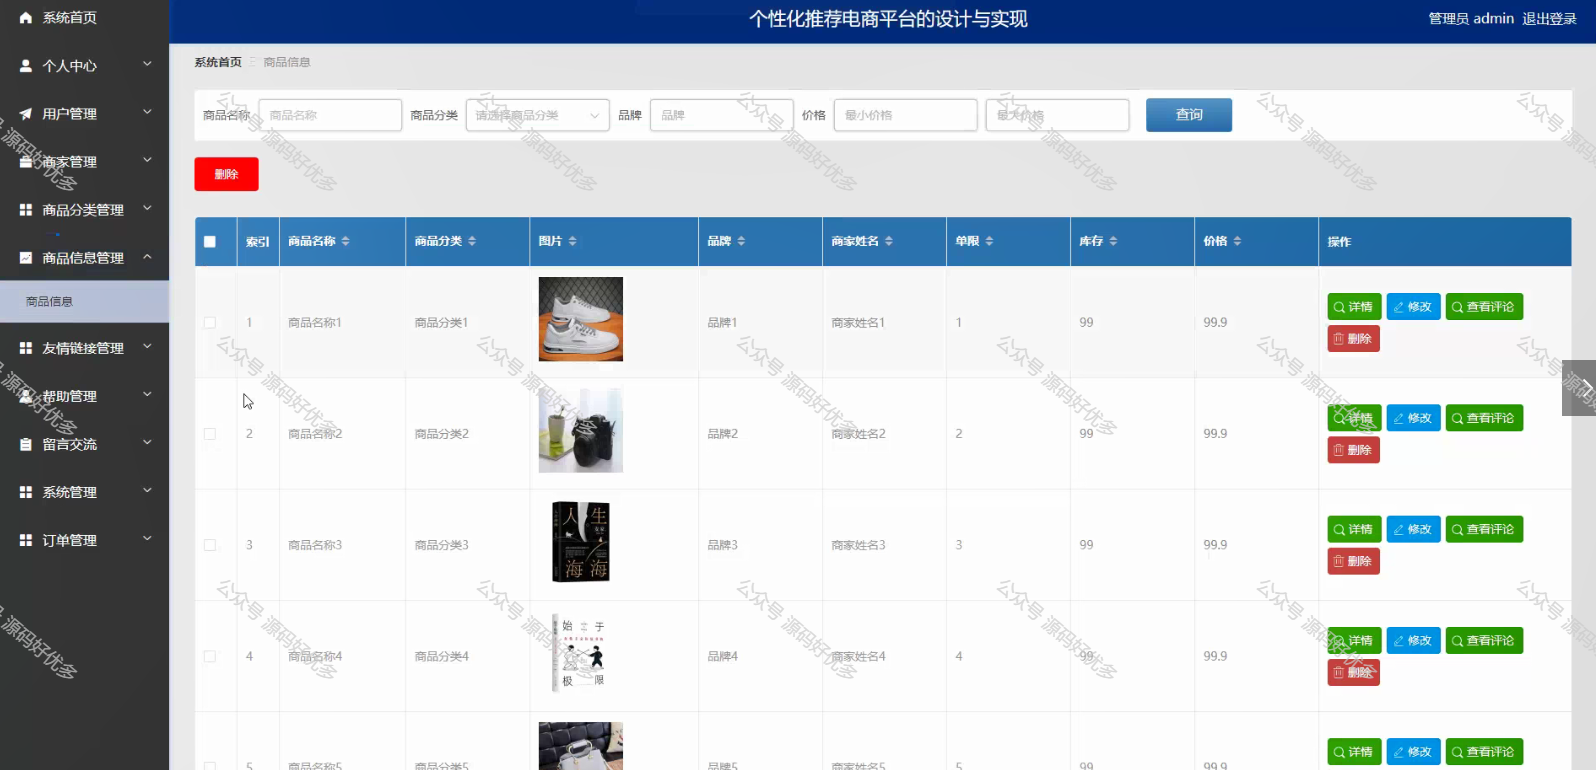 系统首页
个性化推荐电商平台的设计与实现
管理员 admin 退出登录
个人中心
用户管理
商家管理
商品分类管理
商品信息管理
商品信息
友情链接管理
帮助管理
留言交流
系统管理
订单管理
系统首页 商品信息
商品名称 商品名称 商品分类 请选择商品分类 品牌 品牌 价格 最小价格 最大价格 查询
删除
索引 商品名称 商品分类 图片 品牌 商家姓名 单限 库存 价格 操作
1 商品名称1 商品分类1 品牌1 商家姓名1 1 99 99.9 详情 修改 查看评论
删除
2 商品名称2 商品分类2 品牌2 商家姓名2 2 99 99.9 详情 修改 查看评论
删除
3 商品名称3 商品分类3 人生海海 品牌3 商家姓名3 3 99 99.9 详情 修改 查看评论
删除
4 商品名称4 商品分类4 始于极限 品牌4 商家姓名4 4 99 99.9 详情 修改 查看评论
删除
5 商品名称5 商品分类5 品牌5 商家姓名5 5 99 99.9 详情 修改 查看评论
公众号 源码好优多